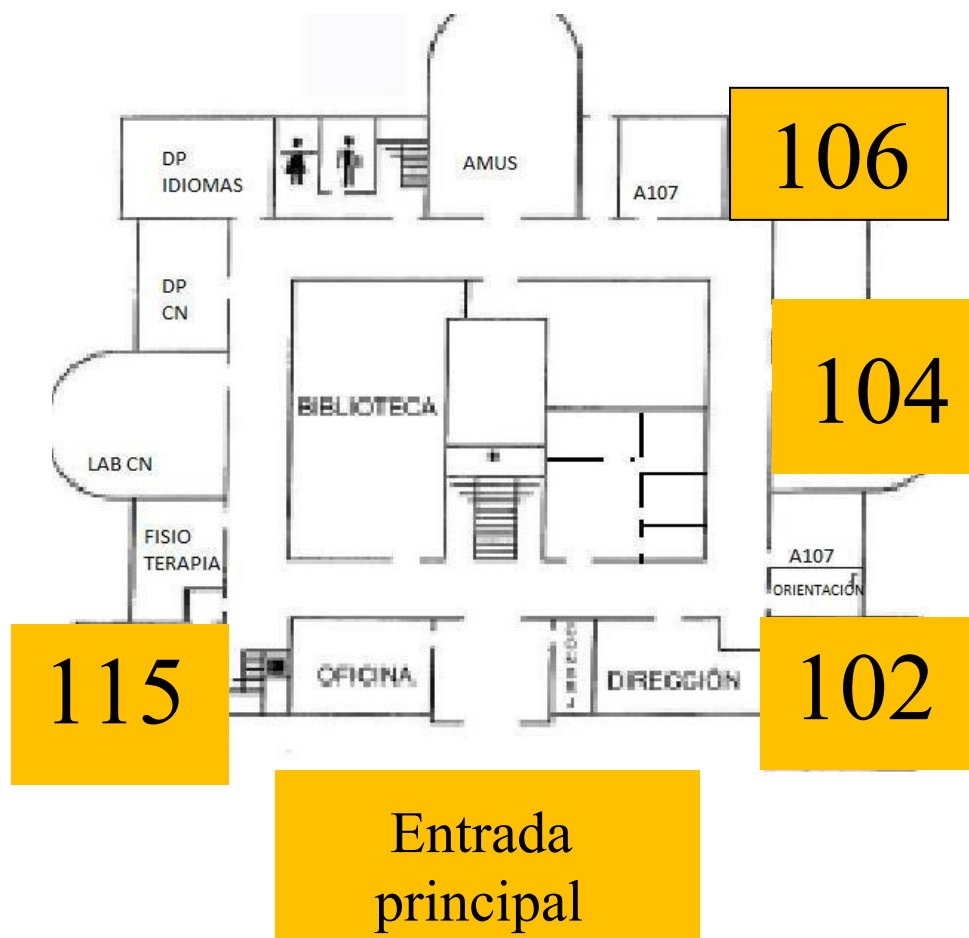 106
DP
IDIOMAS
AMUS
A107
DP
CN
104
BIBLIOTECA
LAB CN
FISIO
TERAPIA
A107
ORIENTACIÓN
115
OFICINA
DIRECCIÓN
102
Entrada
principal